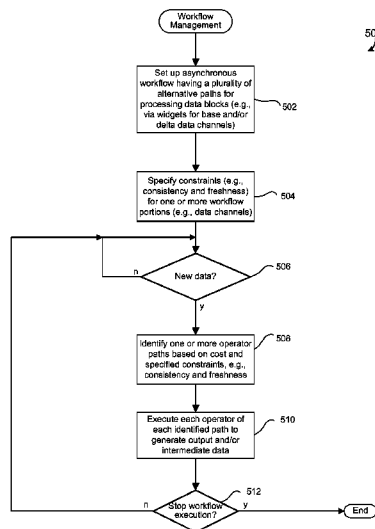 Workflow
Management
50
Set up asynchronous
workflow having a plurality of
alternative paths for
processing data blocks (e.g.,
via widgets for base and/or
delta data channels)
502
Specify constraints (e.g.,
consistency and freshness)
for one or more workflow
portions (e.g., data channels)
504
New data?
506
n
y
Identify one or more operator
paths based on cost and
specified constraints, e.g.,
consistency and freshness
508
Execute each operator of
each identified path to
generate output and/or
intermediate data
510
512
n
Stop workflow
execution?
y
End